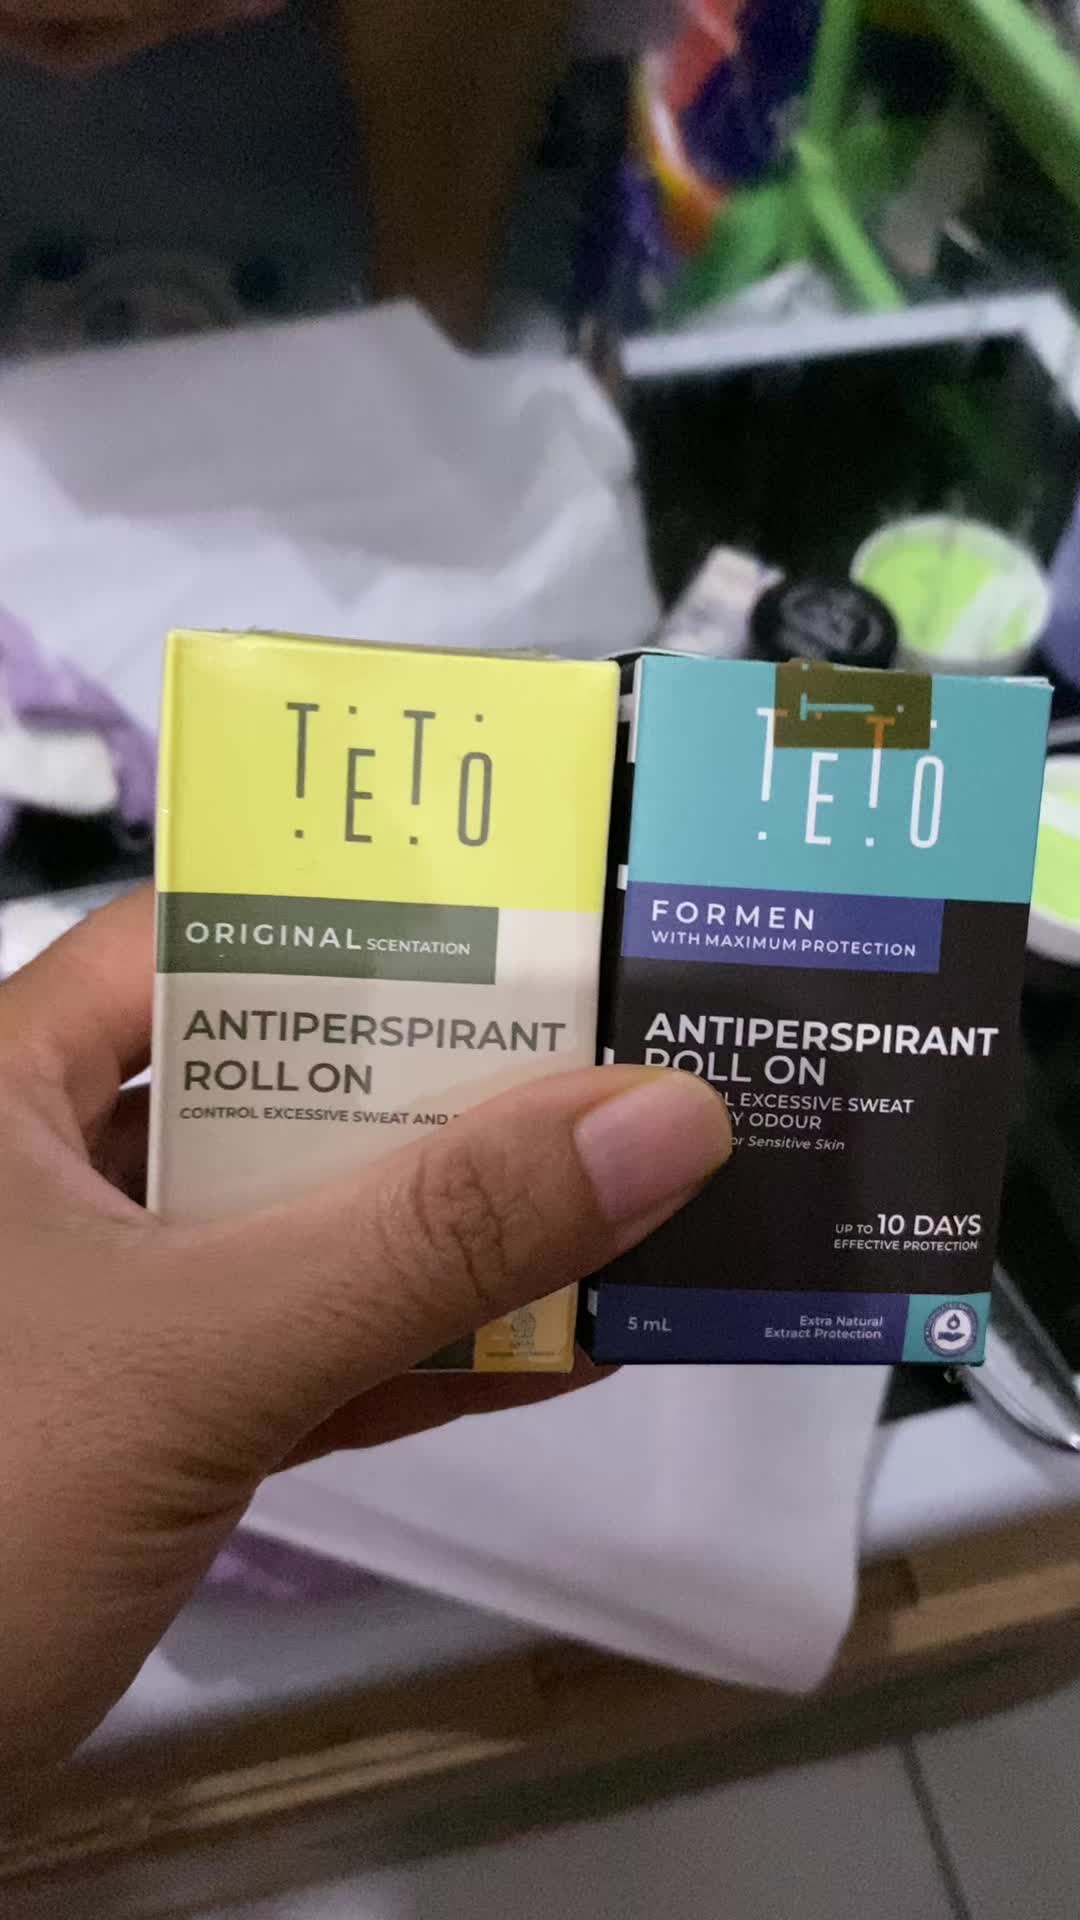 TETO
ORIGINAL SCENTATION
ANTIPERSPIRANT
ROLL ON
CONTROL EXCESSIVE SWEAT AND
TETO
FORMEN
WITH MAXIMUM PROTECTION
ANTIPERSPIRANT
ROLL ON
EXCESSIVE SWEAT
ODOUR
Sensitive Skin
UP TO 10 DAYS
EFFECTIVE PROTECTION
5 mL
Extra Natural
Extract Protection